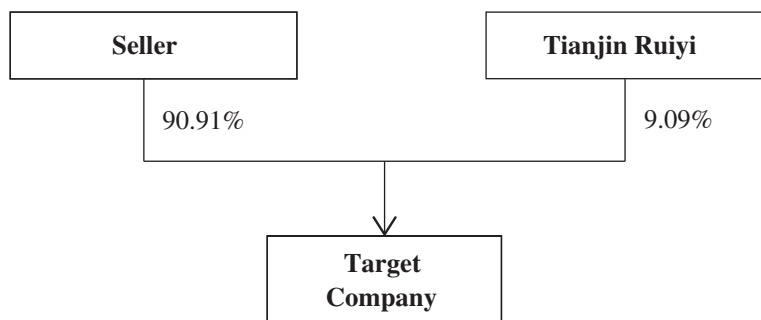 Seller
Tianjin Ruiyi
90.91%
9.09%
Target
Company